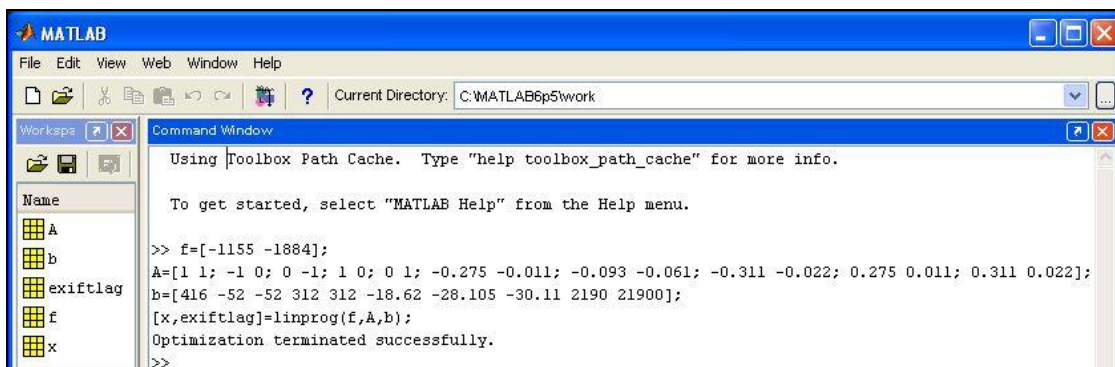 MATLAB
File Edit View Web Window Help
? Current Directory: C:\MATLAB6p5\work ...
Workspa
Command Window
Using Toolbox Path Cache. Type "help toolbox_path_cache" for more info.
Name
To get started, select "MATLAB Help" from the Help menu.
A
b
exiftlag
f
x
>> f=[-1155 -1884];
A=[1 1; -1 0; 0 -1; 1 0; 0 1; -0.275 -0.011; -0.093 -0.061; -0.311 -0.022; 0.275 0.011; 0.311 0.022];
b=[416 -52 -52 312 312 -18.62 -28.105 -30.11 2190 21900];
[x,exiftlag]=linprog(f,A,b);
Optimization terminated successfully.
>>